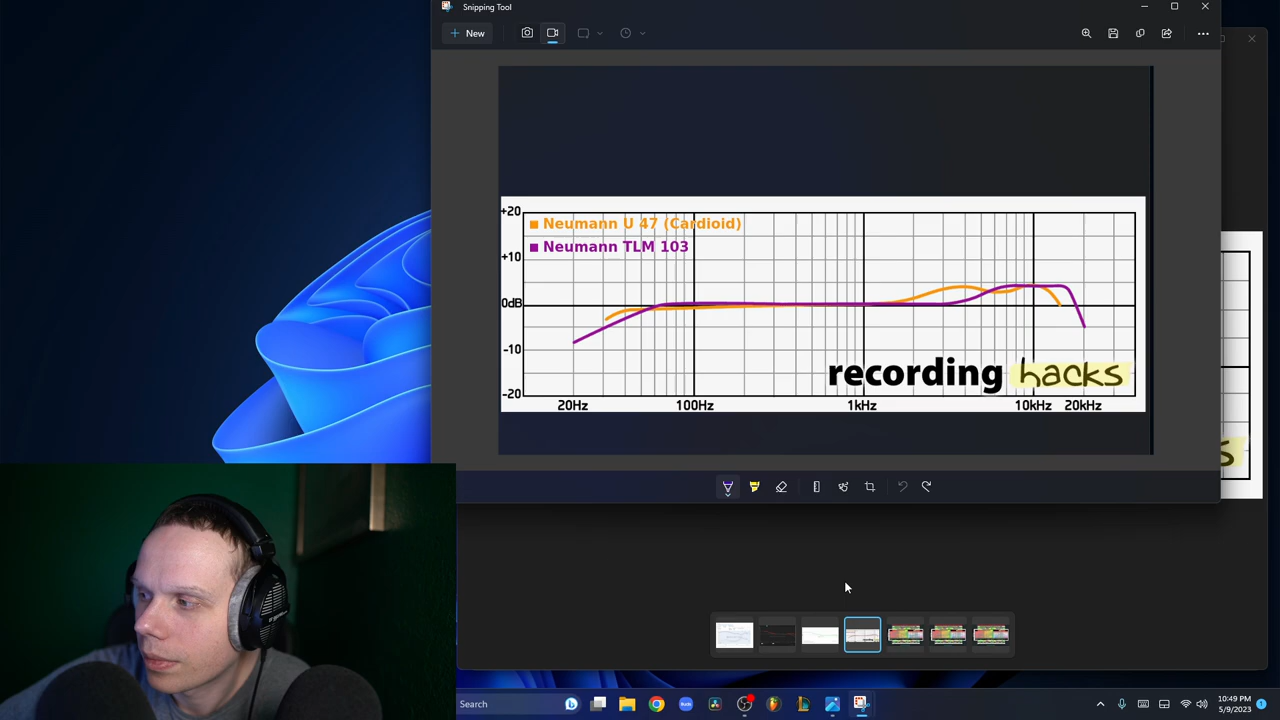 Snipping Tool
New
+20
Neumann U 47 (Cardioid)
Neumann TLM 103
+10
0dB
-10
recording hacks
-20
20Hz 100Hz 1kHz 10kHz 20kHz
s
Search
10:49 PM
5/9/2023